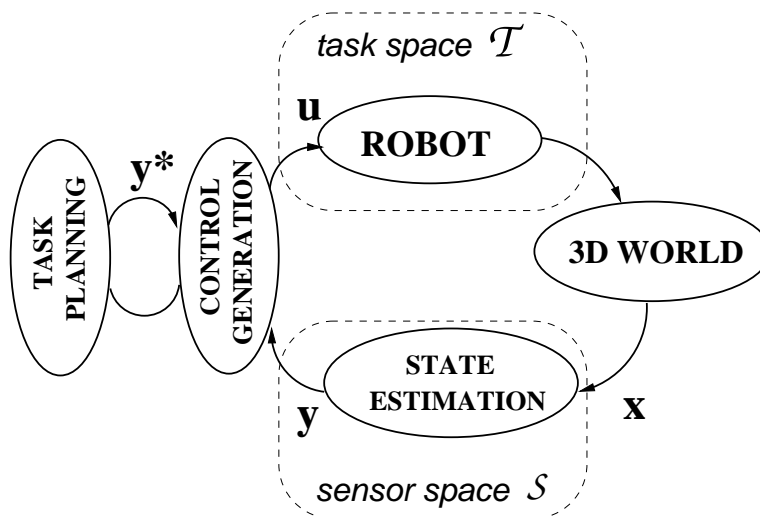 task space 𝒯
u
ROBOT
y*
TASK
PLANNING
CONTROL
GENERATION
3D WORLD
STATE
ESTIMATION
y
x
sensor space 𝒮